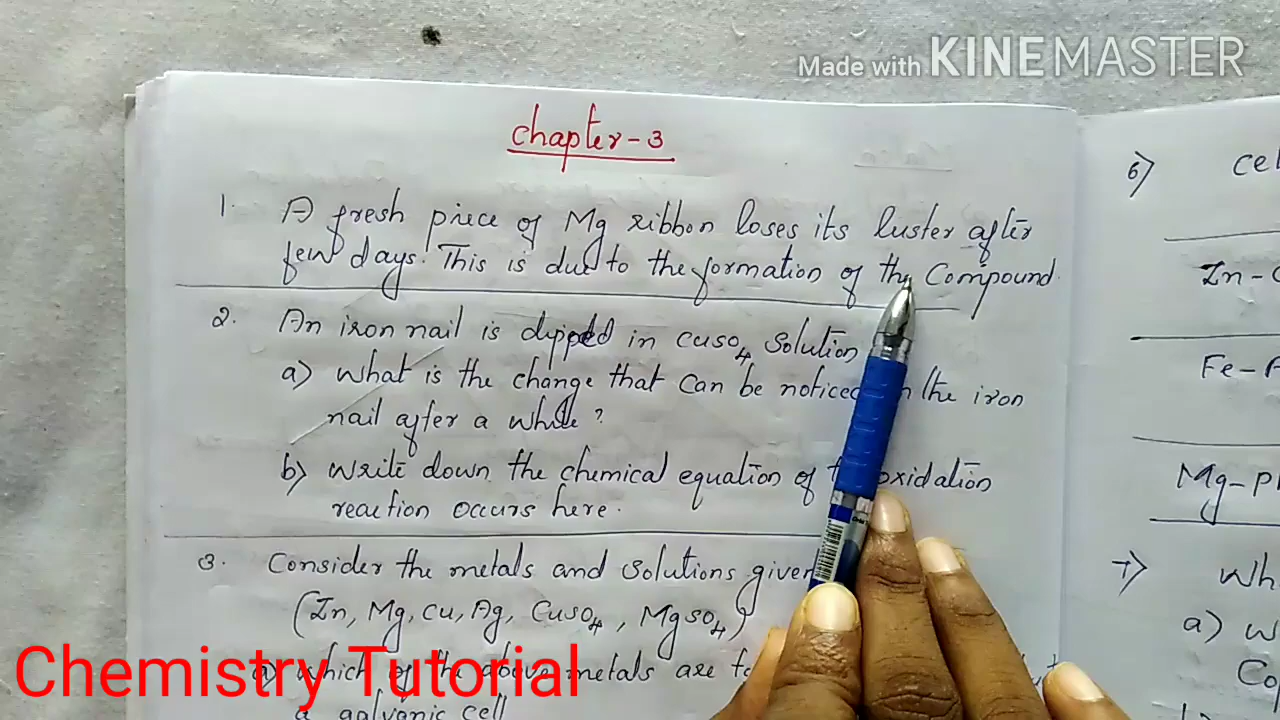 Made with KINEMASTER
Chapter-3
1. A fresh piece of Mg ribbon loses its luster after
few days. This is due to the formation of the Compound.
2. An iron nail is dipped in CuSO4 Solution
a) What is the change that can be noticed the iron
nail after a while?
b) Write down the chemical equation of oxidation
reaction occurs here.
3. Consider the metals and solutions given
(Zn, Mg, Cu, Ag, CuSO4, MgSO4)
a) which of the above metals are
a galvanic cell
6)
Zn-
Fe-
Mg-
7)
a)
Chemistry Tutorial